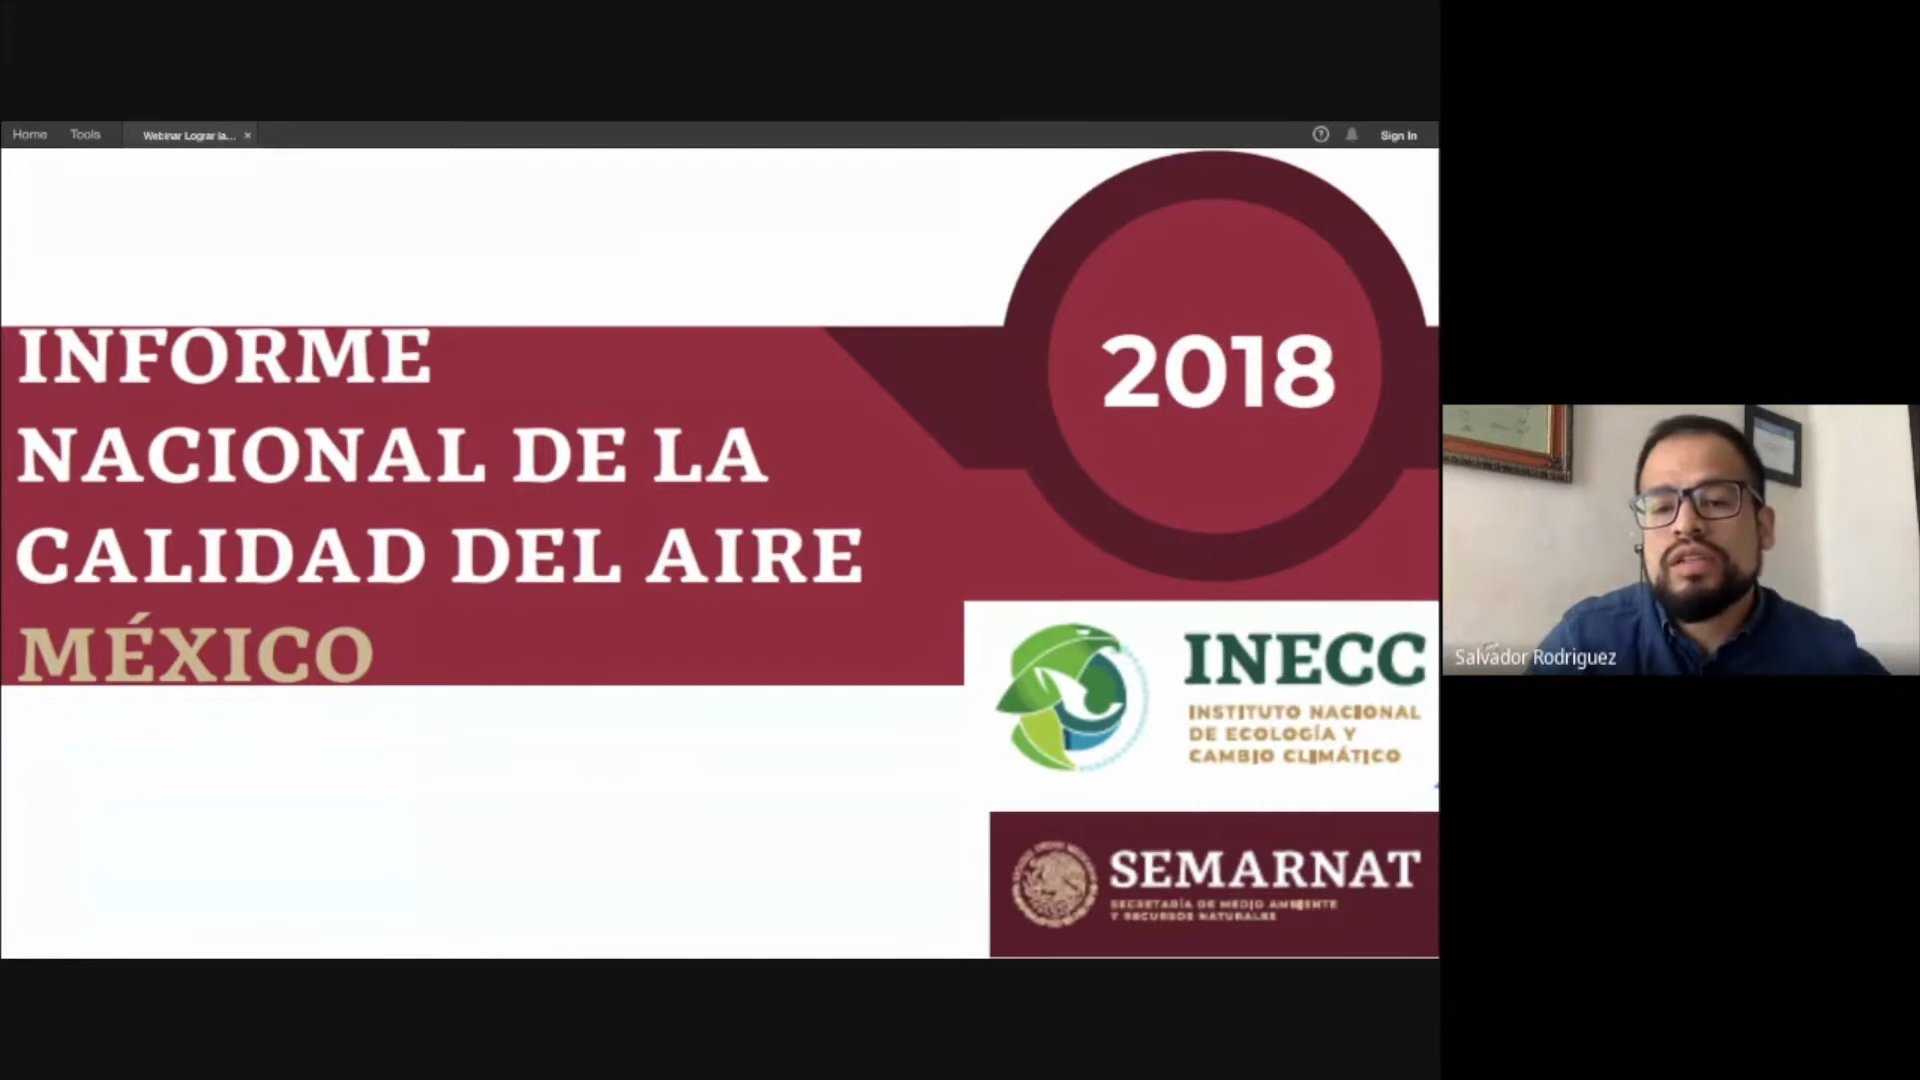 Home Tools Webinar Lograr la... × ? Sign In
2018
INFORME
NACIONAL DE LA
CALIDAD DEL AIRE
MÉXICO
INECC
INSTITUTO NACIONAL
DE ECOLOGÍA Y
CAMBIO CLIMÁTICO
SEMARNAT
SECRETARÍA DE MEDIO AMBIENTE
Y RECURSOS NATURALES
Salvador Rodriguez